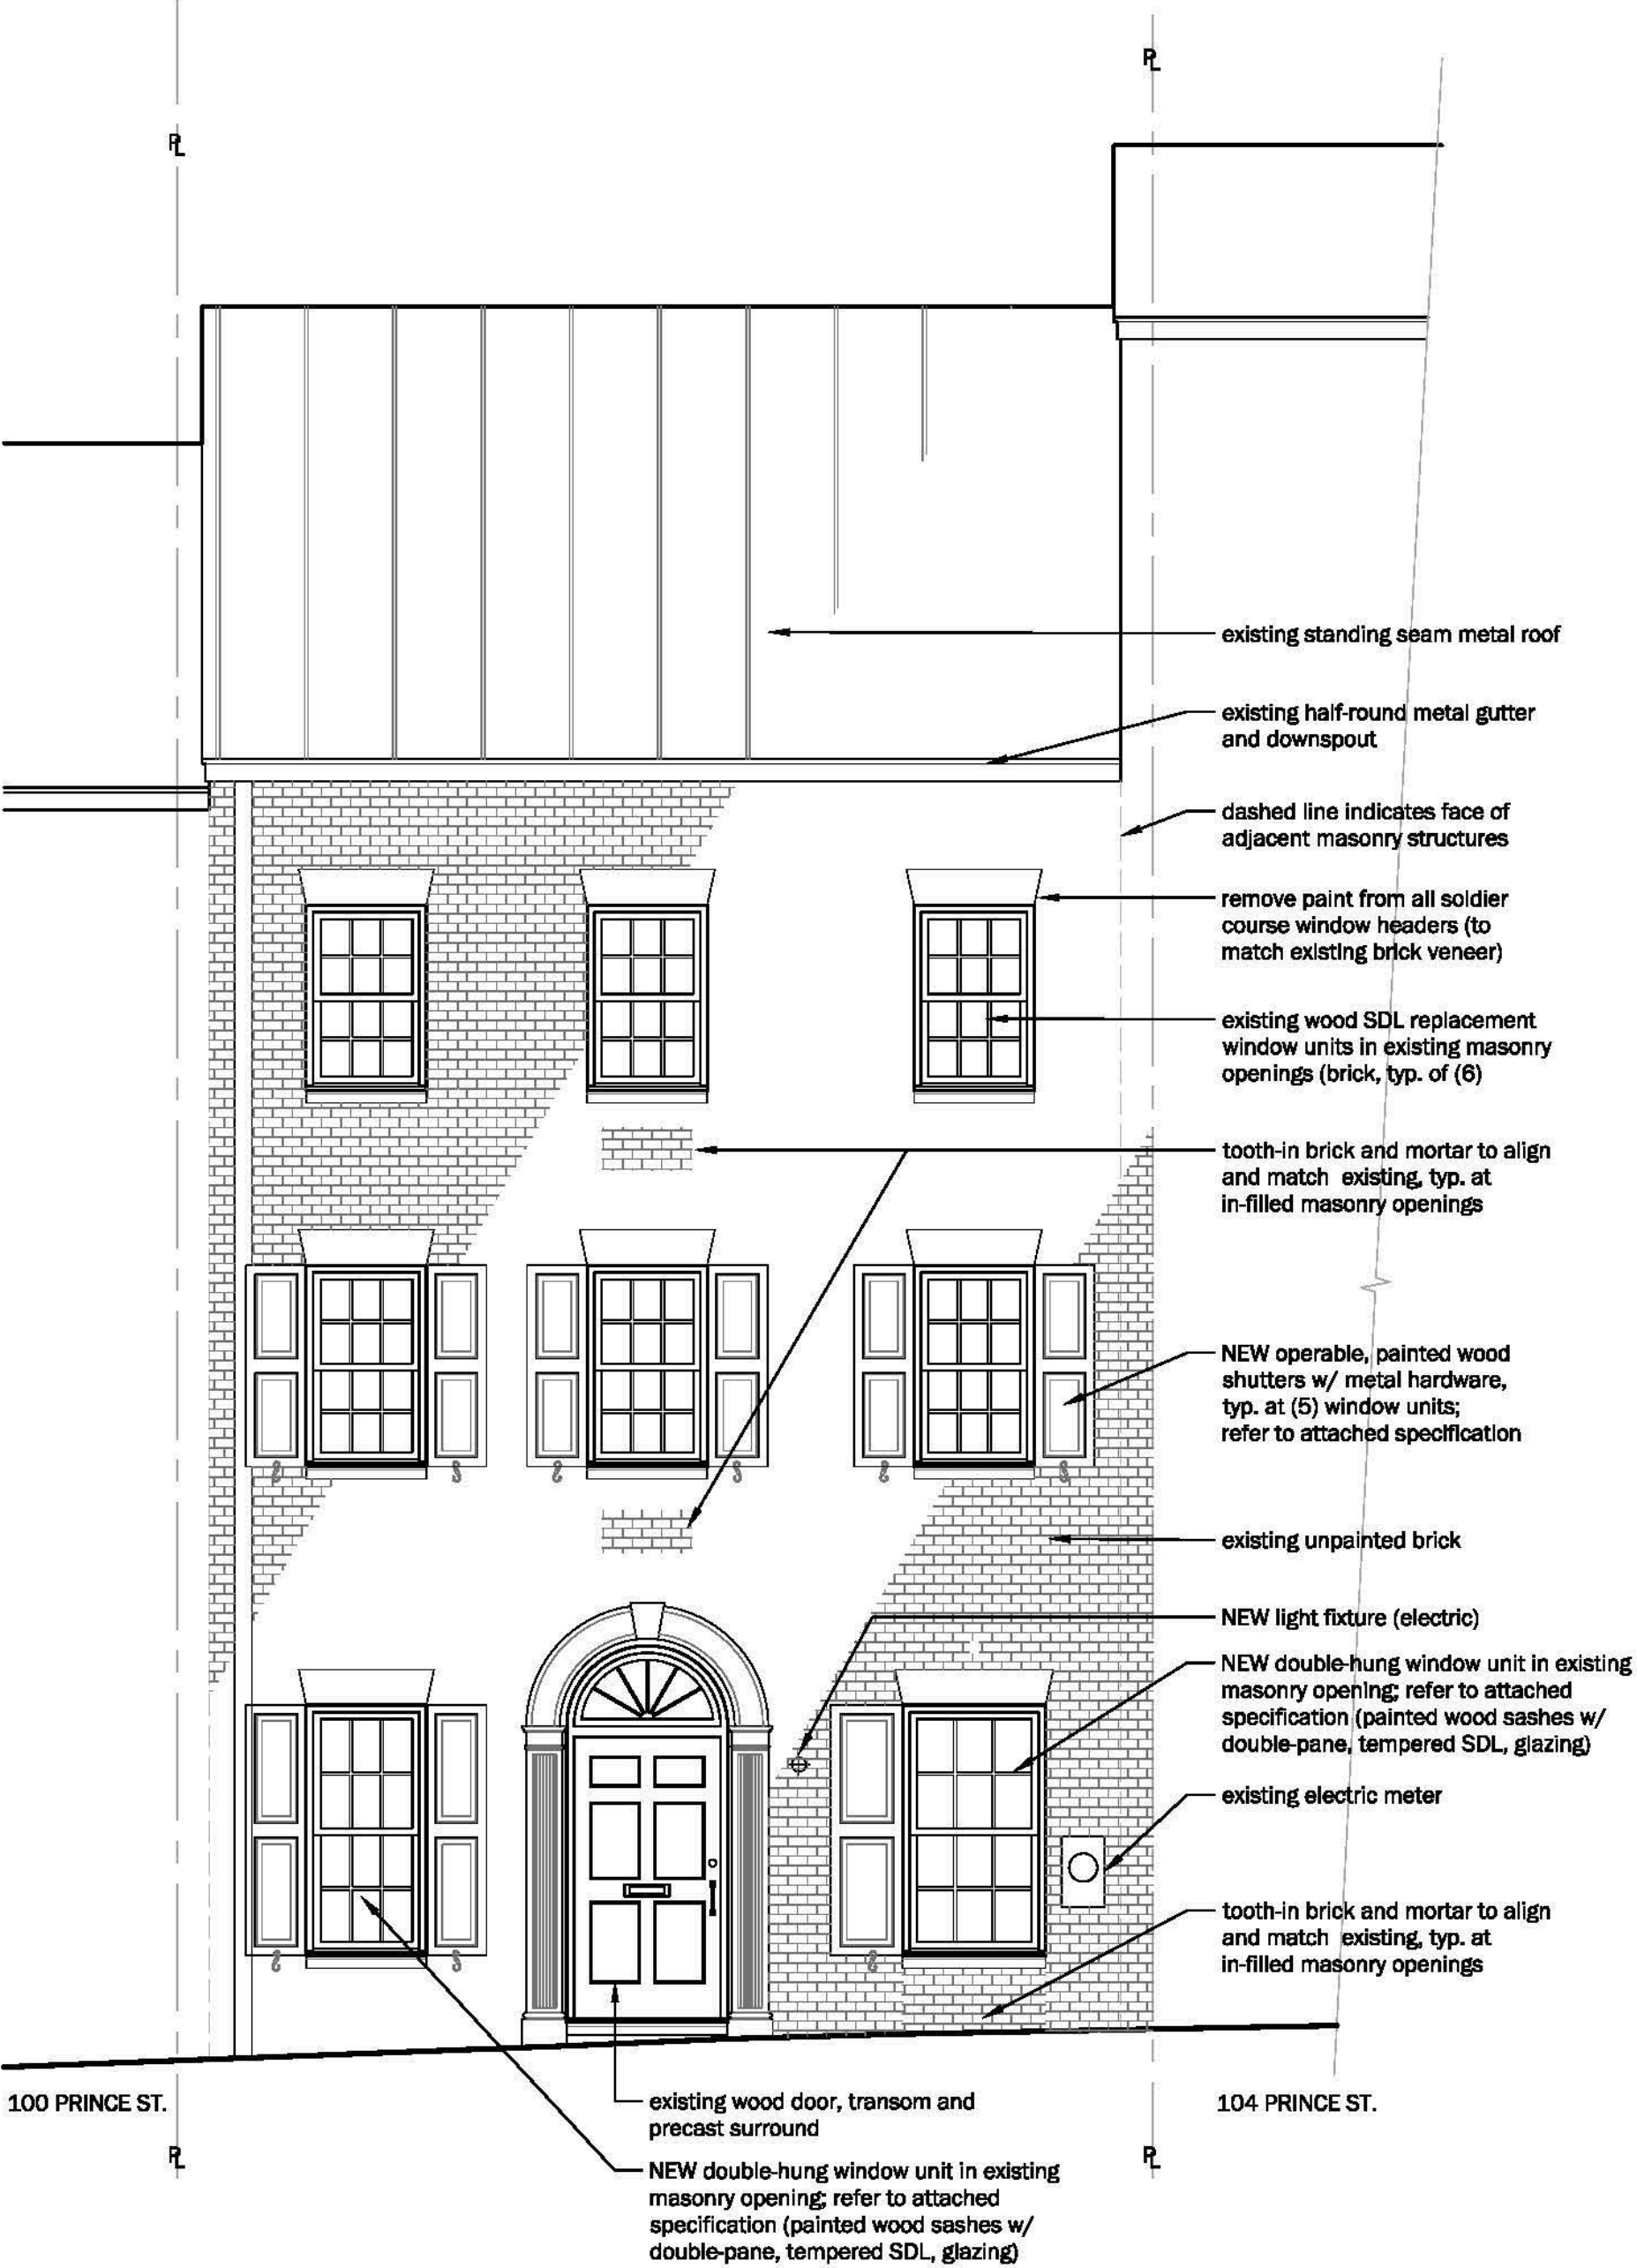 PL
PL
existing standing seam metal roof
existing half-round metal gutter
and downspout
dashed line indicates face of
adjacent masonry structures
remove paint from all soldier
course window headers (to
match existing brick veneer)
existing wood SDL replacement
window units in existing masonry
openings (brick, typ. of (6)
tooth-in brick and mortar to align
and match existing, typ. at
in-filled masonry openings
NEW operable, painted wood
shutters w/ metal hardware,
typ. at (5) window units;
refer to attached specification
existing unpainted brick
NEW light fixture (electric)
NEW double-hung window unit in existing
masonry opening; refer to attached
specification (painted wood sashes w/
double-pane, tempered SDL, glazing)
existing electric meter
tooth-in brick and mortar to align
and match existing, typ. at
in-filled masonry openings
100 PRINCE ST.
existing wood door, transom and
precast surround
104 PRINCE ST.
PL
PL
NEW double-hung window unit in existing
masonry opening; refer to attached
specification (painted wood sashes w/
double-pane, tempered SDL, glazing)